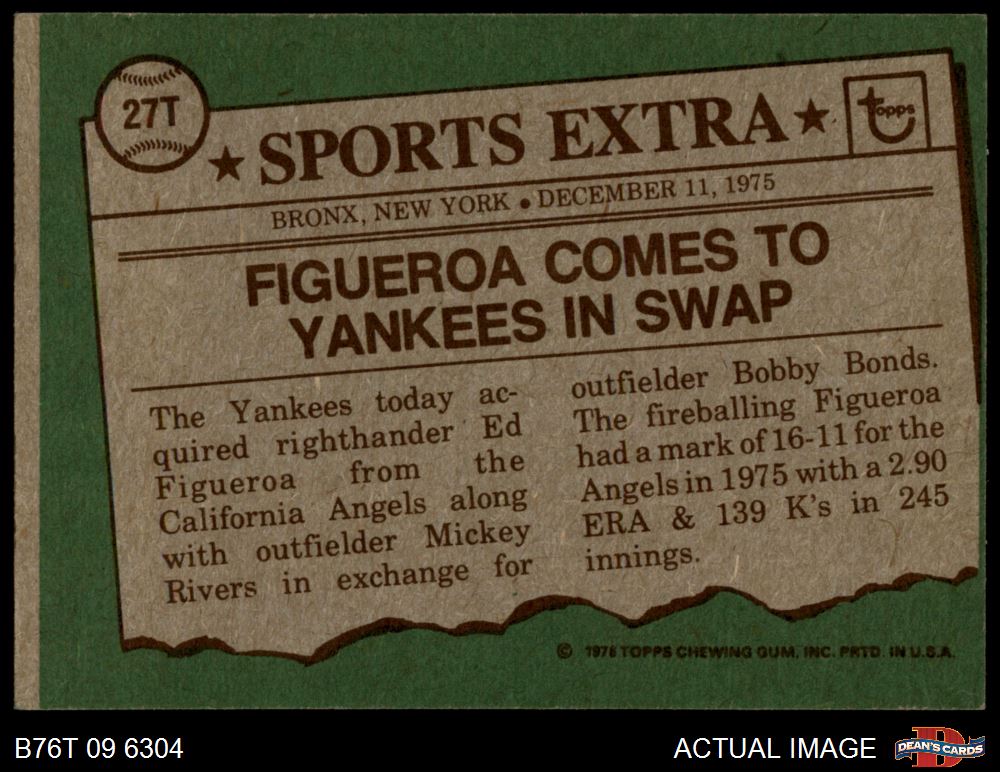 27T
★ SPORTS EXTRA ★
topps
BRONX, NEW YORK • DECEMBER 11, 1975
FIGUEROA COMES TO
YANKEES IN SWAP
The Yankees today ac-
quired righthander Ed
Figueroa from the
California Angels along
with outfielder Mickey
Rivers in exchange for
outfielder Bobby Bonds.
The fireballing Figueroa
had a mark of 16-11 for the
Angels in 1975 with a 2.90
ERA & 139 K's in 245
innings.
© 1976 TOPPS CHEWING GUM, INC. PRTD. IN U.S.A.
B76T 09 6304
ACTUAL IMAGE
DEAN'S CARDS